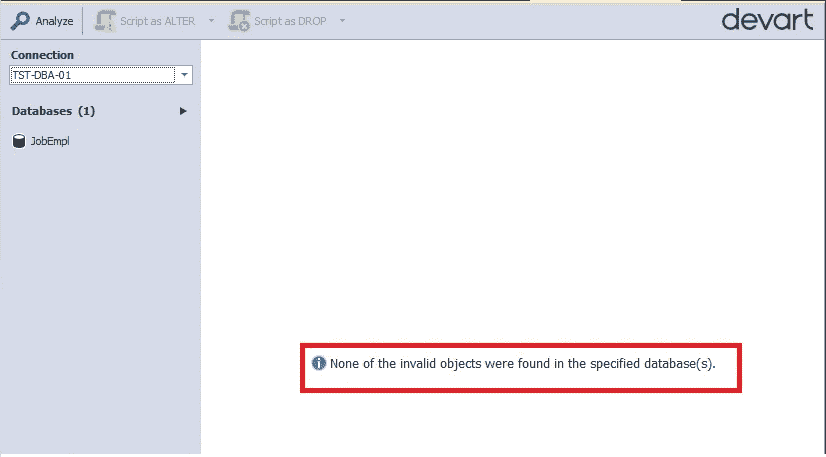 Analyze Script as ALTER Script as DROP devart
Connection
TST-DBA-01
Databases (1)
JobEmpl
None of the invalid objects were found in the specified database(s).